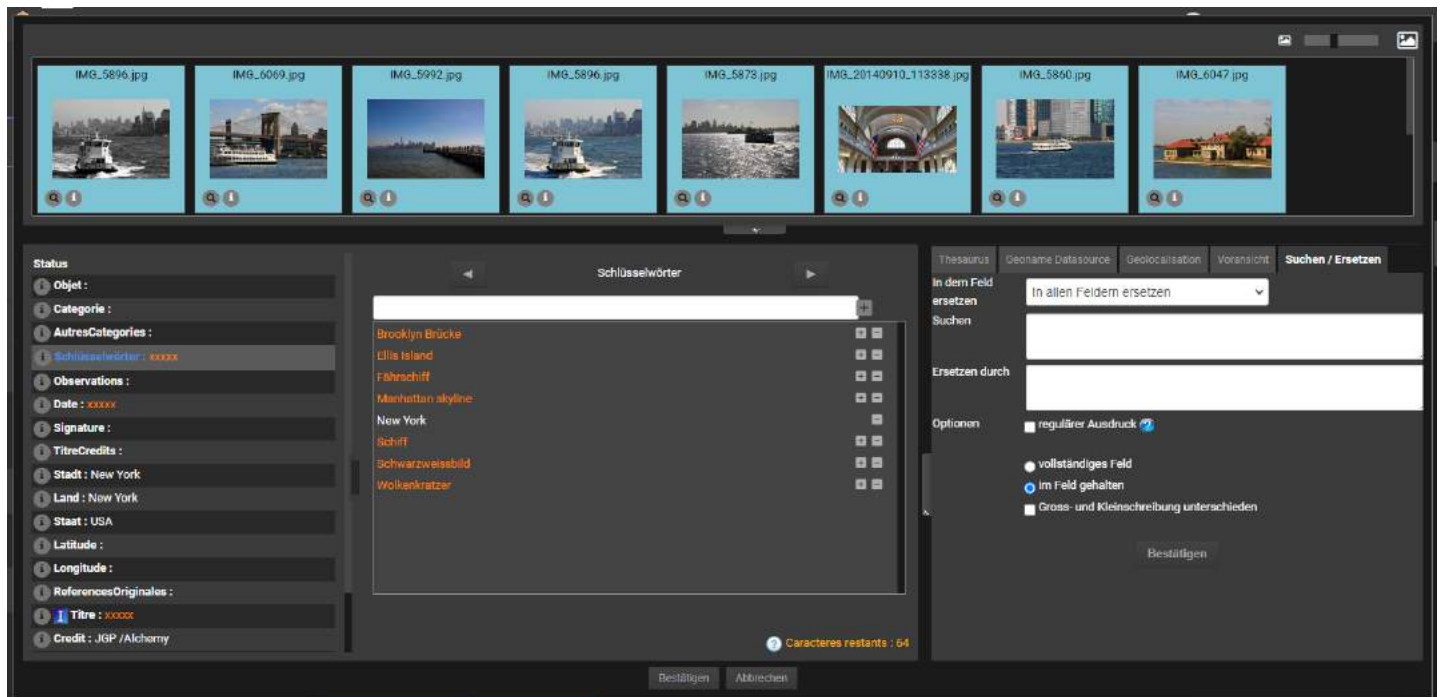 IMG_5896.jpg
IMG_6069.jpg
IMG_5992.jpg
IMG_5896.jpg
IMG_5873.jpg
IMG_20140910_113338.jpg
IMG_5860.jpg
IMG_6047.jpg
Status
Objet :
Categorie :
AutresCategories :
Schlüsselwörter : xxxxx
Observations :
Date : xxxxx
Signature :
TitreCredits :
Stadt : New York
Land : New York
Staat : USA
Latitude :
Longitude :
ReferencesOriginales :
Titre : xxxxx
Credit : JGP /Alchemy
Schlüsselwörter
Brooklyn Brücke
Ellis Island
Fährschiff
Manhattan skyline
New York
Schiff
Schwarzweissbild
Wolkenkratzer
Caracteres restants : 64
Thesaurus
Geoname Datasource
Geolocalisation
Voransicht
Suchen / Ersetzen
In dem Feld
ersetzen
In allen Feldern ersetzen
Suchen
Ersetzen durch
Optionen
regulärer Ausdruck
vollständiges Feld
im Feld gehalten
Gross- und Kleinschreibung unterschieden
Bestätigen
Bestätigen
Abbrechen